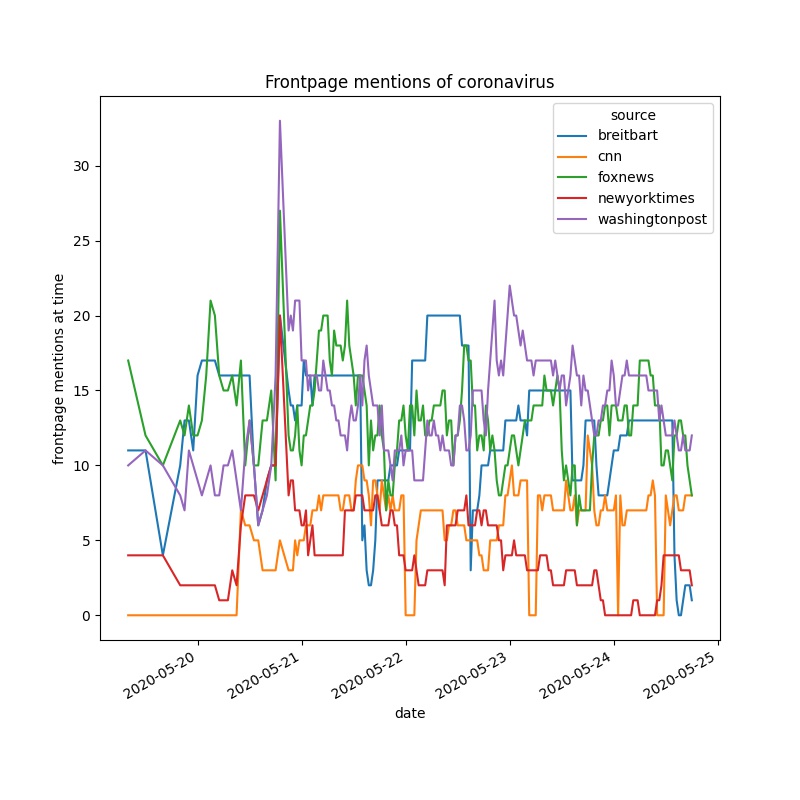 Frontpage mentions of coronavirus
source
breitbart
cnn
foxnews
newyorktimes
washingtonpost
frontpage mentions at time
30
25
20
15
10
5
0
2020-05-20
2020-05-21
2020-05-22
2020-05-23
2020-05-24
2020-05-25
date